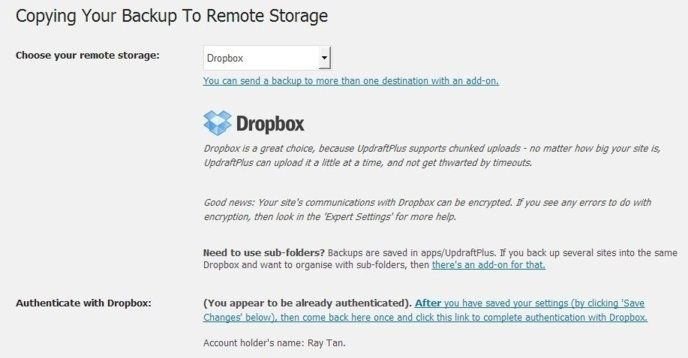 Copying Your Backup To Remote Storage
Choose your remote storage: Dropbox
You can send a backup to more than one destination with an add-on.
Dropbox
Dropbox is a great choice, because UpdraftPlus supports chunked uploads - no matter how big your site is,
UpdraftPlus can upload it a little at a time, and not get thwarted by timeouts.
Good news: Your site's communications with Dropbox can be encrypted. If you see any errors to do with
encryption, then look in the 'Expert Settings' for more help.
Need to use sub-folders? Backups are saved in apps/UpdraftPlus. If you back up several sites into the same
Dropbox and want to organise with sub-folders, then there's an add-on for that.
Authenticate with Dropbox: (You appear to be already authenticated). After you have saved your settings (by clicking 'Save
Changes' below), then come back here once and click this link to complete authentication with Dropbox.
Account holder's name: Ray Tan.